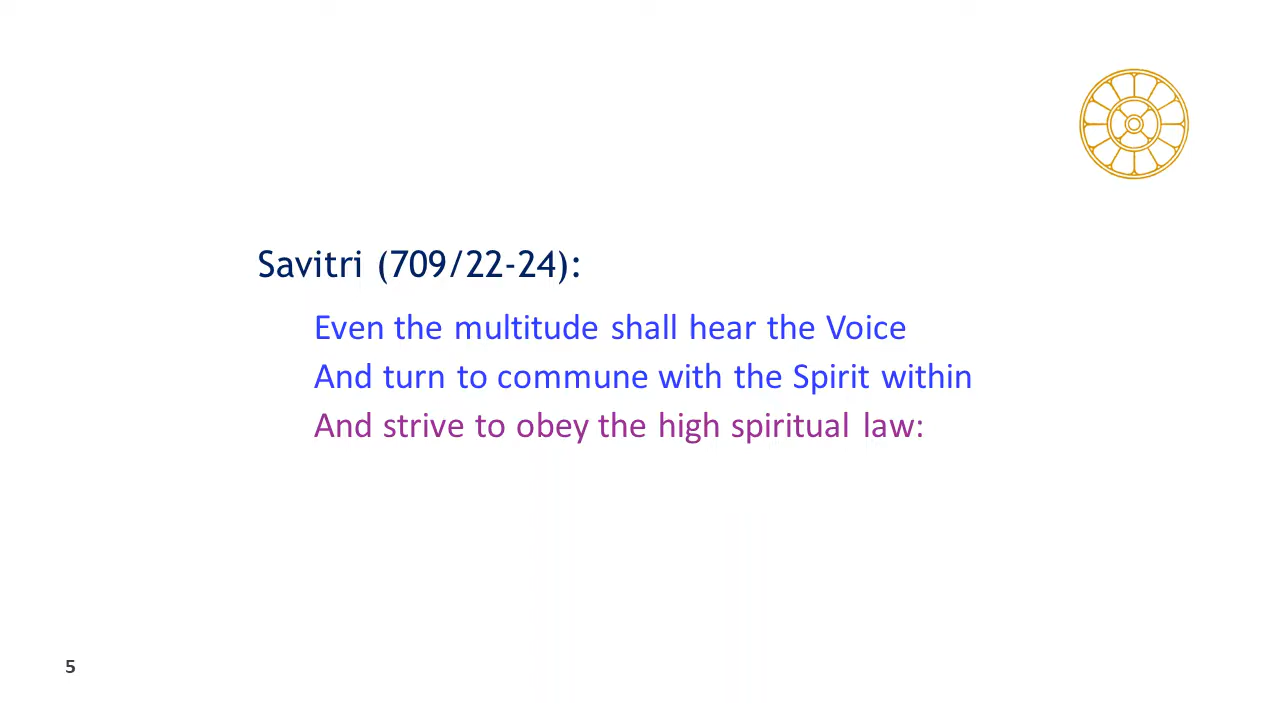 Savitri (709/22-24):
Even the multitude shall hear the Voice
And turn to commune with the Spirit within
And strive to obey the high spiritual law:
5